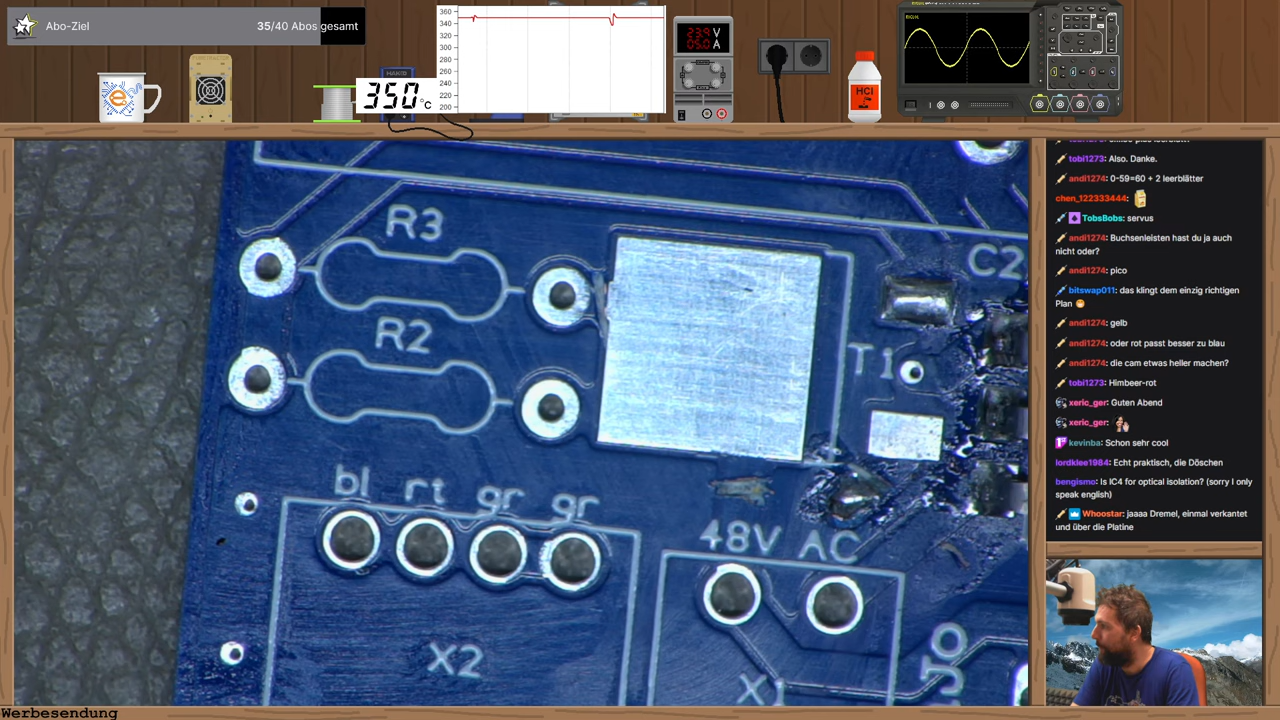 Abo-Ziel
35/40 Abos gesamt
360
340
320
300
280
260
240
220
200
350 °C
HAKKO
23.9 V
05.0 A
HCl
tobi1273: Also. Danke.
andi1274: 0-59=60 + 2 leerblätter
chen_122333444:
TobsBobs: servus
andi1274: Buchsenleisten hast du ja auch
nicht oder?
andi1274: pico
bitswap011: das klingt dem einzig richtigen
Plan
andi1274: gelb
andi1274: oder rot passt besser zu blau
andi1274: die cam etwas heller machen?
tobi1273: Himbeer-rot
xeric_ger: Guten Abend
xeric_ger:
kevinba: Schon sehr cool
lordklee1984: Echt praktisch, die Döschen
bengismo: Is IC4 for optical isolation? (sorry I only
speak english)
Whoostar: jaaaa Dremel, einmal verkantet
und über die Platine
R3
C2
R2
T1
bl rt gr gr
48V AC
X2
X1
Werbesendung